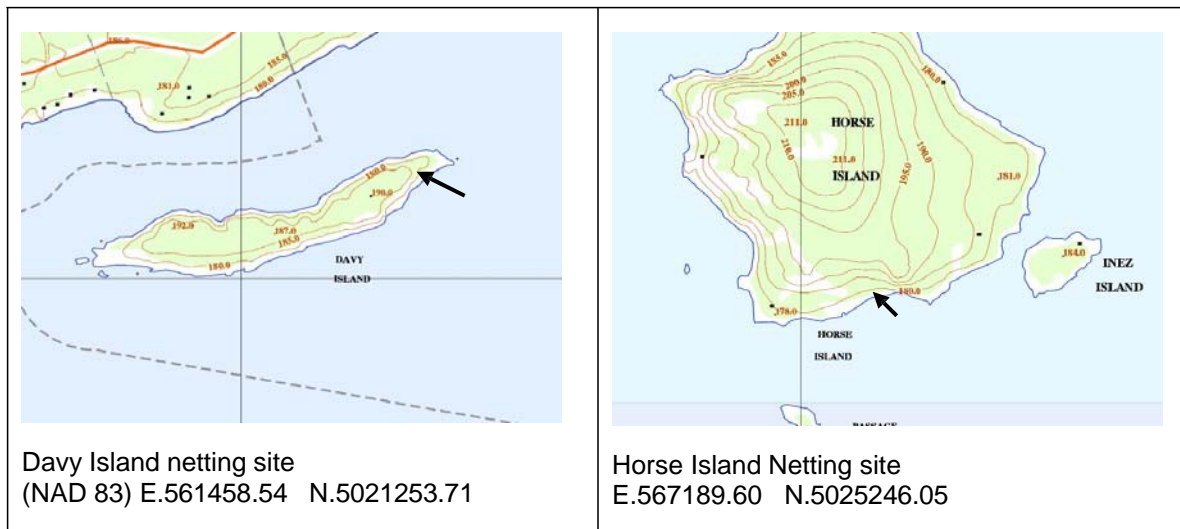 186.0
185.0
180.0
181.0
180.0
190.0
192.0
187.0
185.0
180.0
DAVY
ISLAND
Davy Island netting site
(NAD 83) E.561458.54 N.5021253.71
185.0
180.0
200.0
205.0
211.0
HORSE
210.0
190.0
211.0
ISLAND
195.0
181.0
184.0
INEZ
ISLAND
180.0
178.0
HORSE
ISLAND
Horse Island Netting site
E.567189.60 N.5025246.05